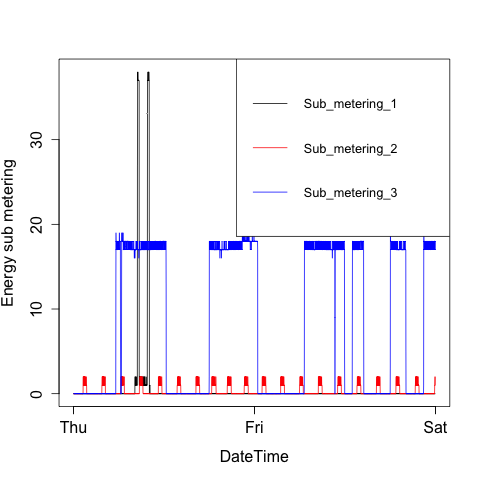 Sub_metering_1
Sub_metering_2
Sub_metering_3
Energy sub metering
30
20
10
0
Thu Fri Sat
DateTime